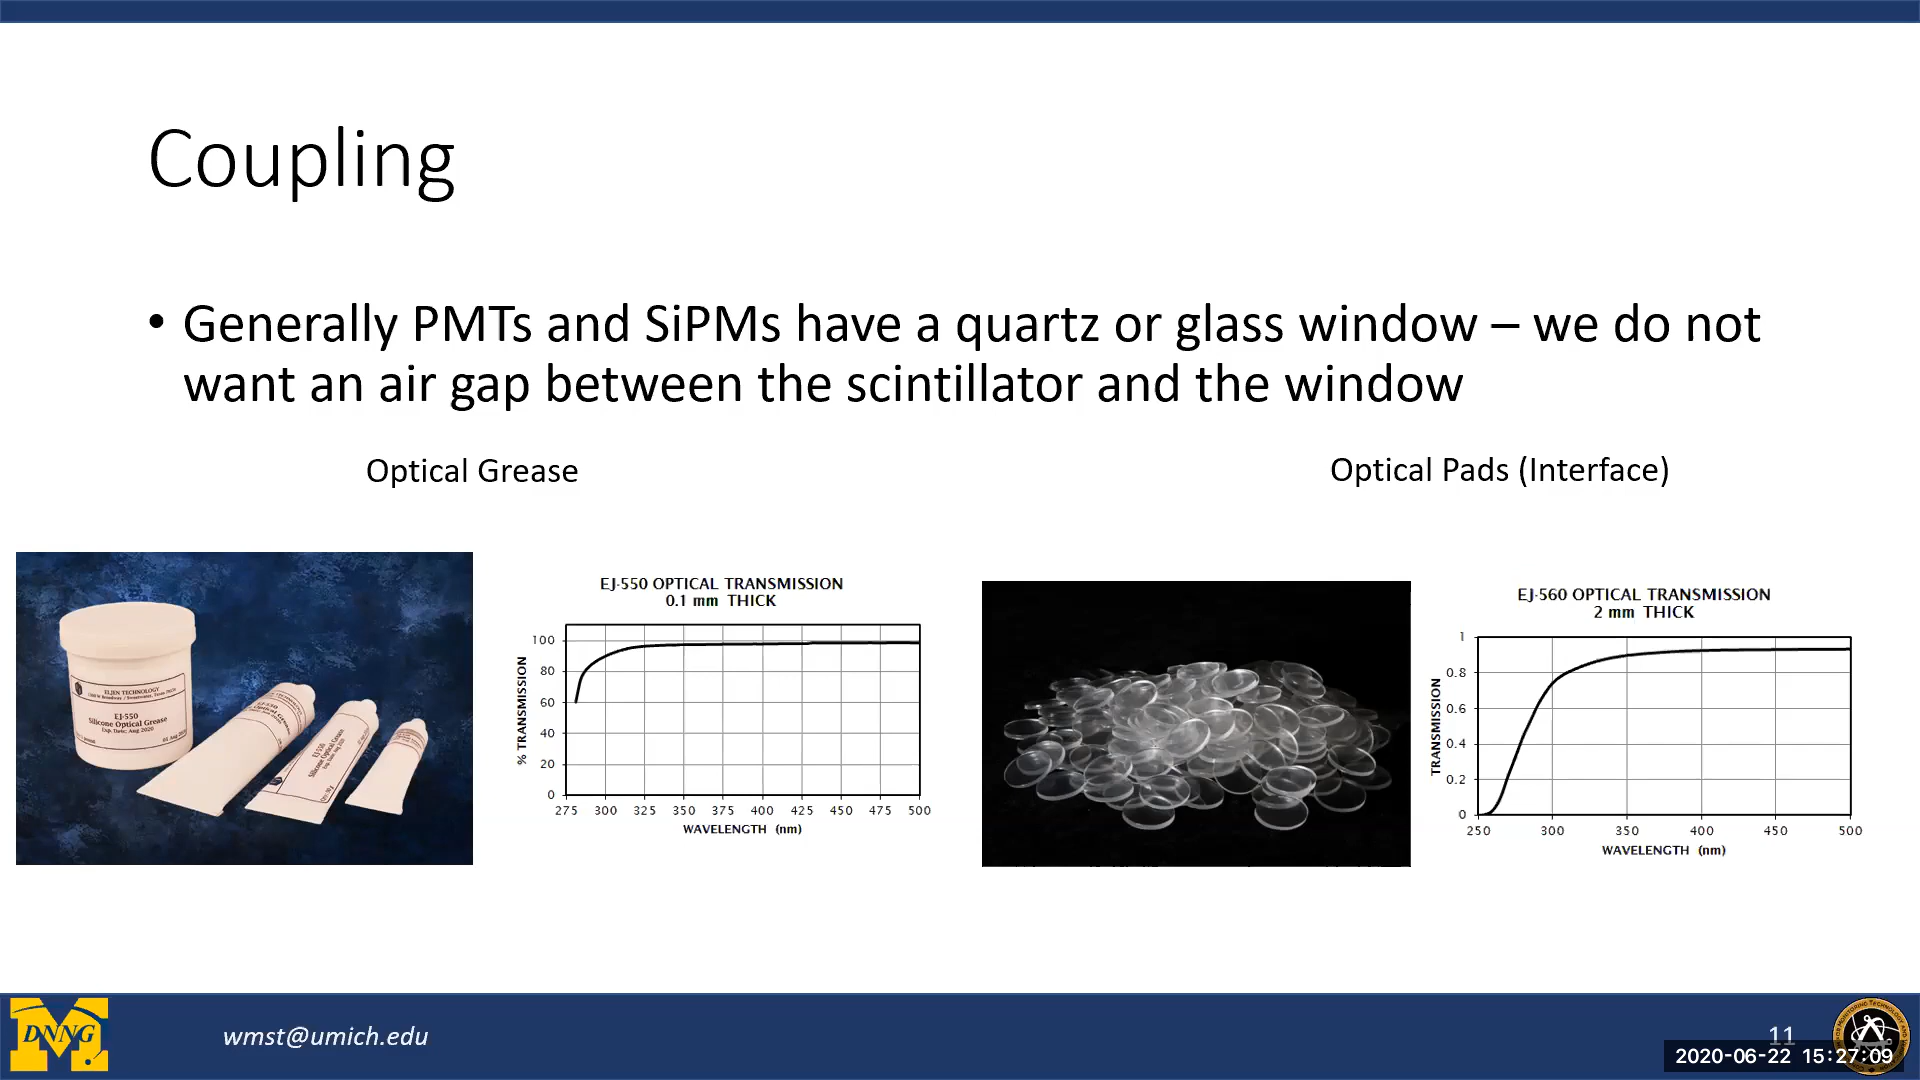 Coupling
• Generally PMTs and SiPMs have a quartz or glass window – we do not
want an air gap between the scintillator and the window
Optical Grease
Optical Pads (Interface)
ELJEN TECHNOLOGY
EJ-550
Silicone Optical Grease
Exp. Date: Aug 2020
EJ-550 OPTICAL TRANSMISSION
0.1 mm THICK
% TRANSMISSION
100
80
60
40
20
0
275 300 325 350 375 400 425 450 475 500
WAVELENGTH (nm)
EJ-560 OPTICAL TRANSMISSION
2 mm THICK
TRANSMISSION
1
0.8
0.6
0.4
0.2
0
250 300 350 400 450 500
WAVELENGTH (nm)
DNNG
wmst@umich.edu
11
2020-06-22 15:27:09